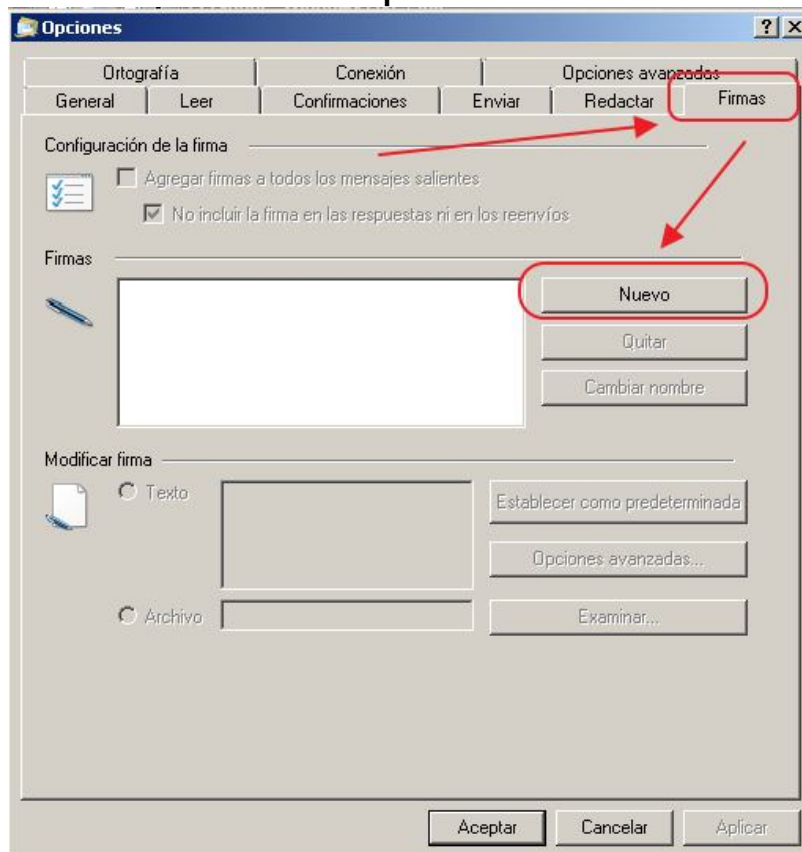 Opciones
Ortografía Conexión Opciones avanzadas
General Leer Confirmaciones Enviar Redactar Firmas
Configuración de la firma
Agregar firmas a todos los mensajes salientes
No incluir la firma en las respuestas ni en los reenvíos
Firmas
Nuevo
Quitar
Cambiar nombre
Modificar firma
Texto
Establecer como predeterminada
Opciones avanzadas...
Archivo
Examinar...
Aceptar Cancelar Aplicar